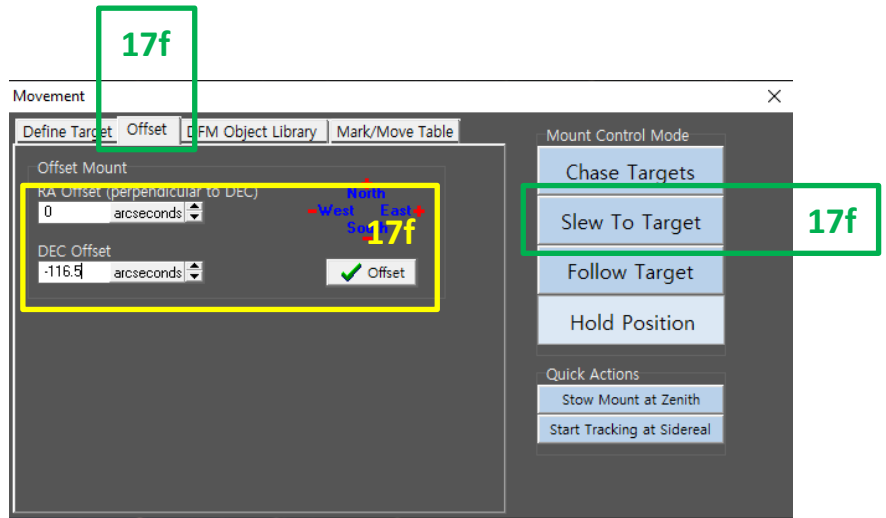 17f
Movement
Define Target
Offset
DFM Object Library
Mark/Move Table
Offset Mount
RA Offset (perpendicular to DEC)
0 arcseconds
North
-West East+
South
17f
DEC Offset
-116.5 arcseconds
Offset
Mount Control Mode
Chase Targets
Slew To Target
17f
Follow Target
Hold Position
Quick Actions
Stow Mount at Zenith
Start Tracking at Sidereal